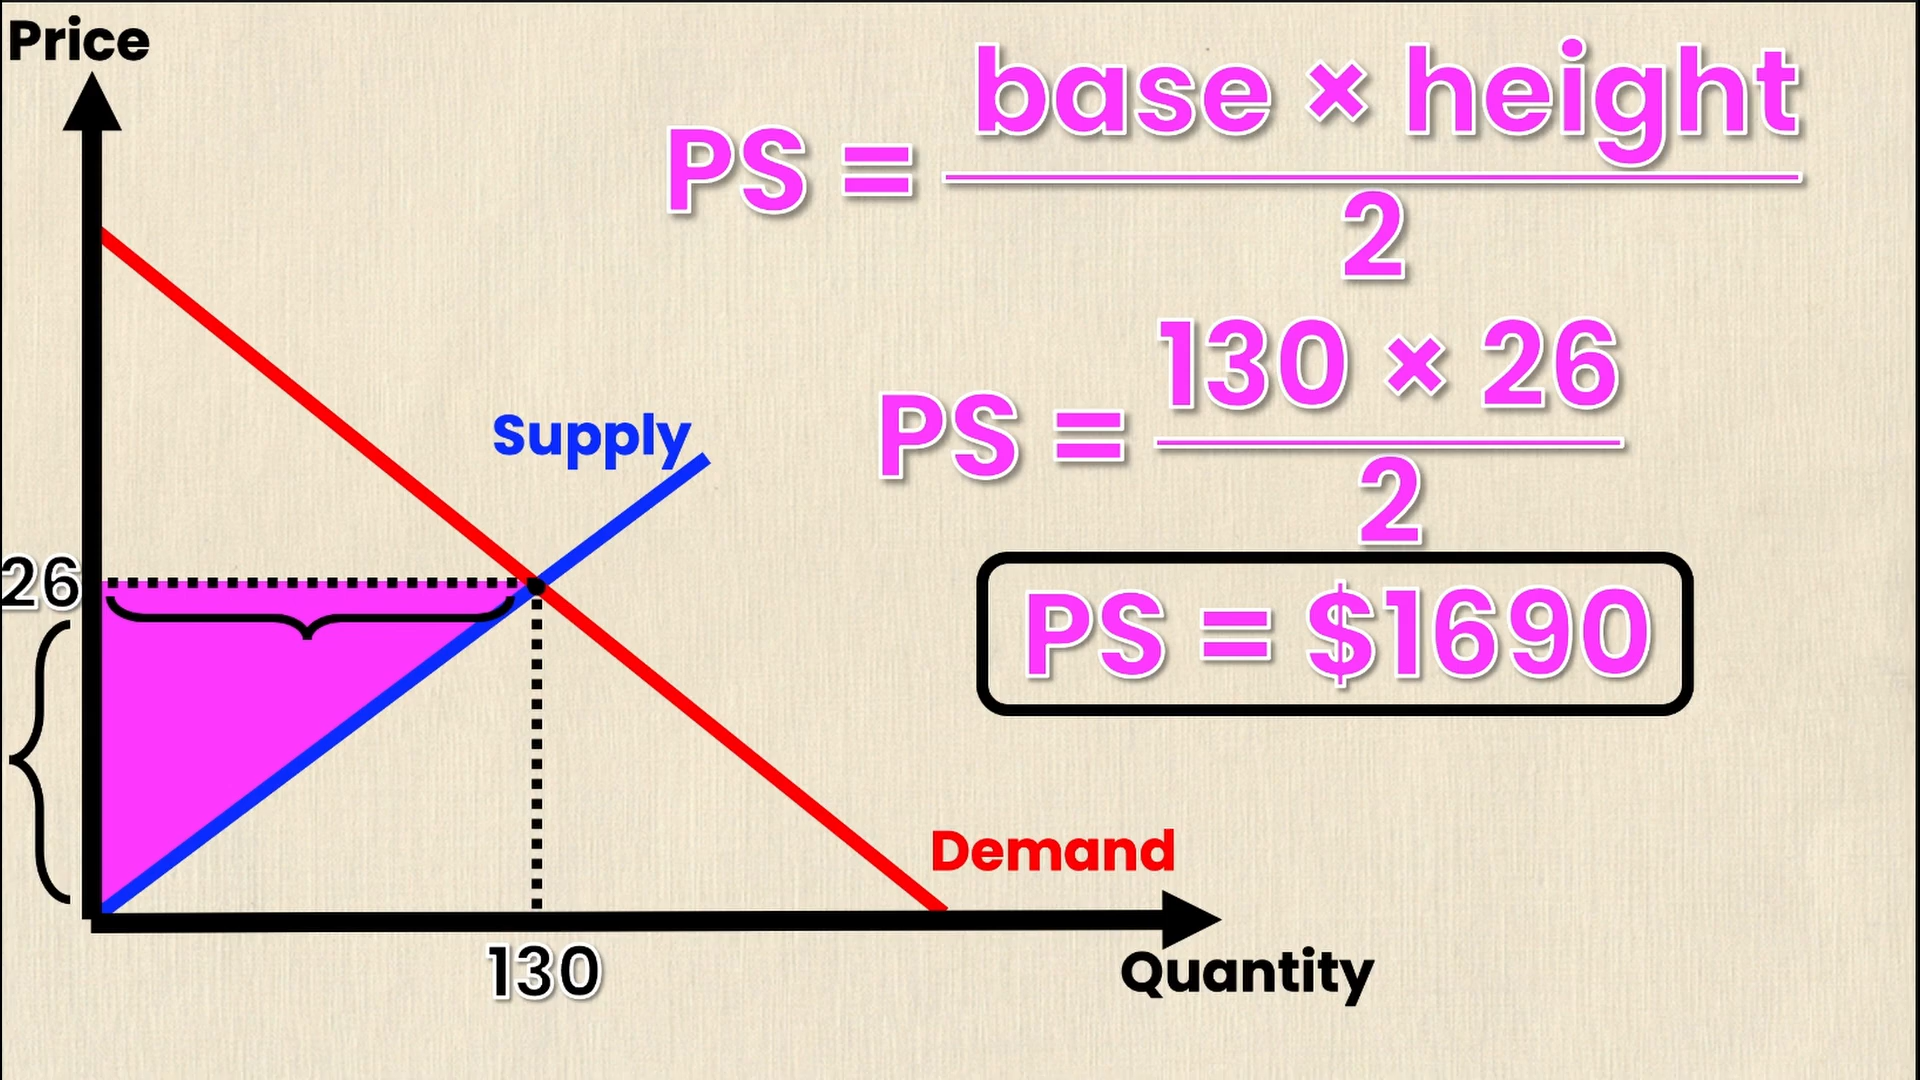 Price
PS = base × height
2
Supply
PS = 130 × 26
2
26
PS = $1690
Demand
130
Quantity